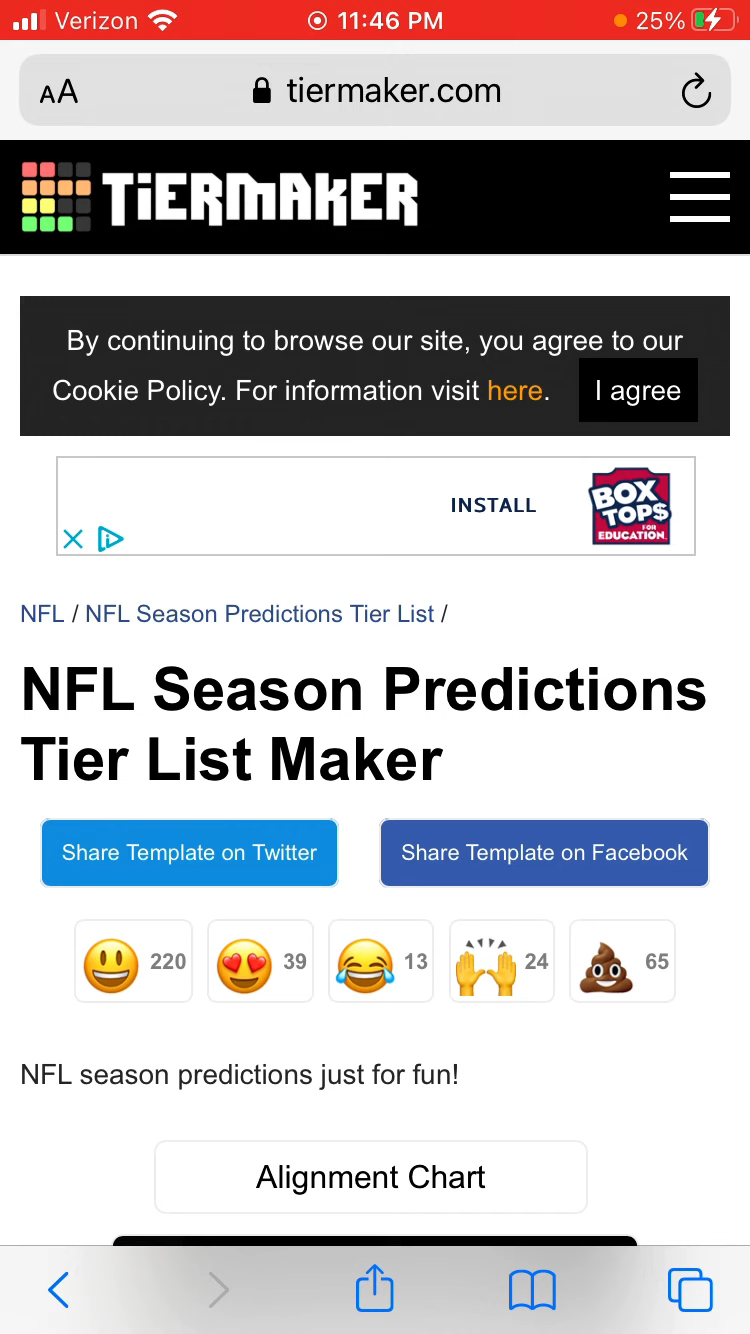 Verizon 11:46 PM 25%
AA tiermaker.com
TiERMAKER
By continuing to browse our site, you agree to our
Cookie Policy. For information visit here. I agree
INSTALL
BOX
TOPS
FOR
EDUCATION
NFL / NFL Season Predictions Tier List /
NFL Season Predictions
Tier List Maker
Share Template on Twitter Share Template on Facebook
220 39 13 24 65
NFL season predictions just for fun!
Alignment Chart